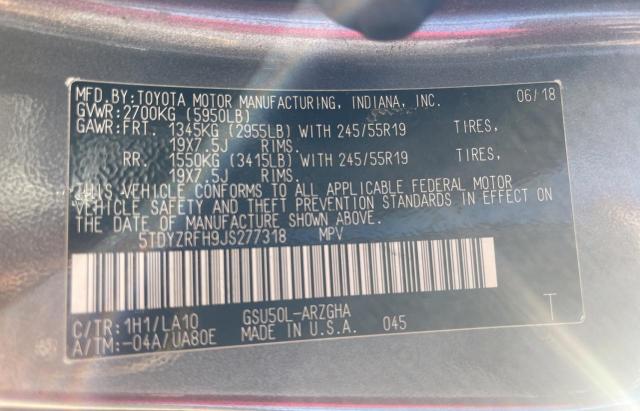 MFD.BY:TOYOTA MOTOR MANUFACTURING, INDIANA, INC. 06/18
GVWR:2700KG (5950LB)
GAWR:FRT. 1345KG (2955LB) WITH 245/55R19 TIRES,
19X7.5J RIMS.
RR. 1550KG (3415LB) WITH 245/55R19 TIRES,
19X7.5J RIMS.
THIS VEHICLE CONFORMS TO ALL APPLICABLE FEDERAL MOTOR
VEHICLE SAFETY AND THEFT PREVENTION STANDARDS IN EFFECT ON
THE DATE OF MANUFACTURE SHOWN ABOVE.
5TDYZRFH9JS277318 MPV
C/TR:1H1/LA10 GSU50L-ARZGHA T
A/TM:-04A/UA80E MADE IN U.S.A. 045